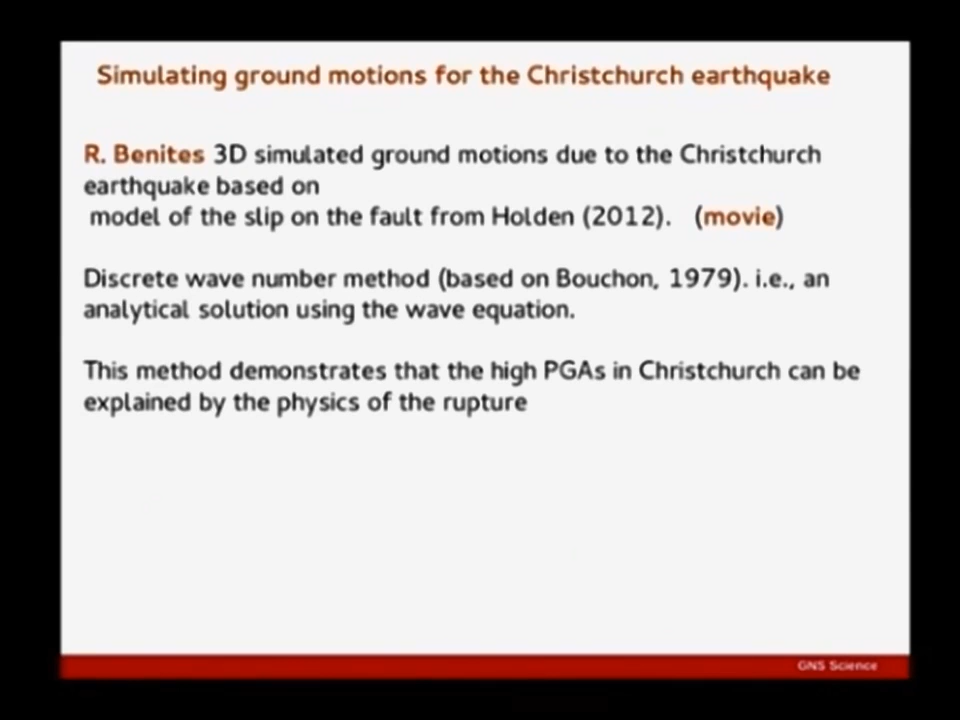 Simulating ground motions for the Christchurch earthquake
R. Benites 3D simulated ground motions due to the Christchurch
earthquake based on
model of the slip on the fault from Holden (2012). (movie)
Discrete wave number method (based on Bouchon, 1979). i.e., an
analytical solution using the wave equation.
This method demonstrates that the high PGAs in Christchurch can be
explained by the physics of the rupture
GNS Science